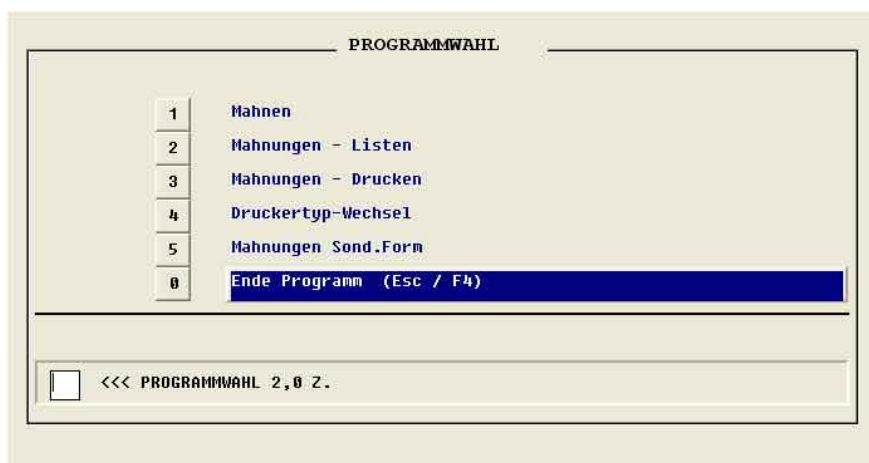 PROGRAMMWAHL
1 Mahnen
2 Mahnungen - Listen
3 Mahnungen - Drucken
4 Druckertyp-Wechsel
5 Mahnungen Sond.Form
0 Ende Programm (Esc / F4)
<<< PROGRAMMWAHL 2,0 Z.